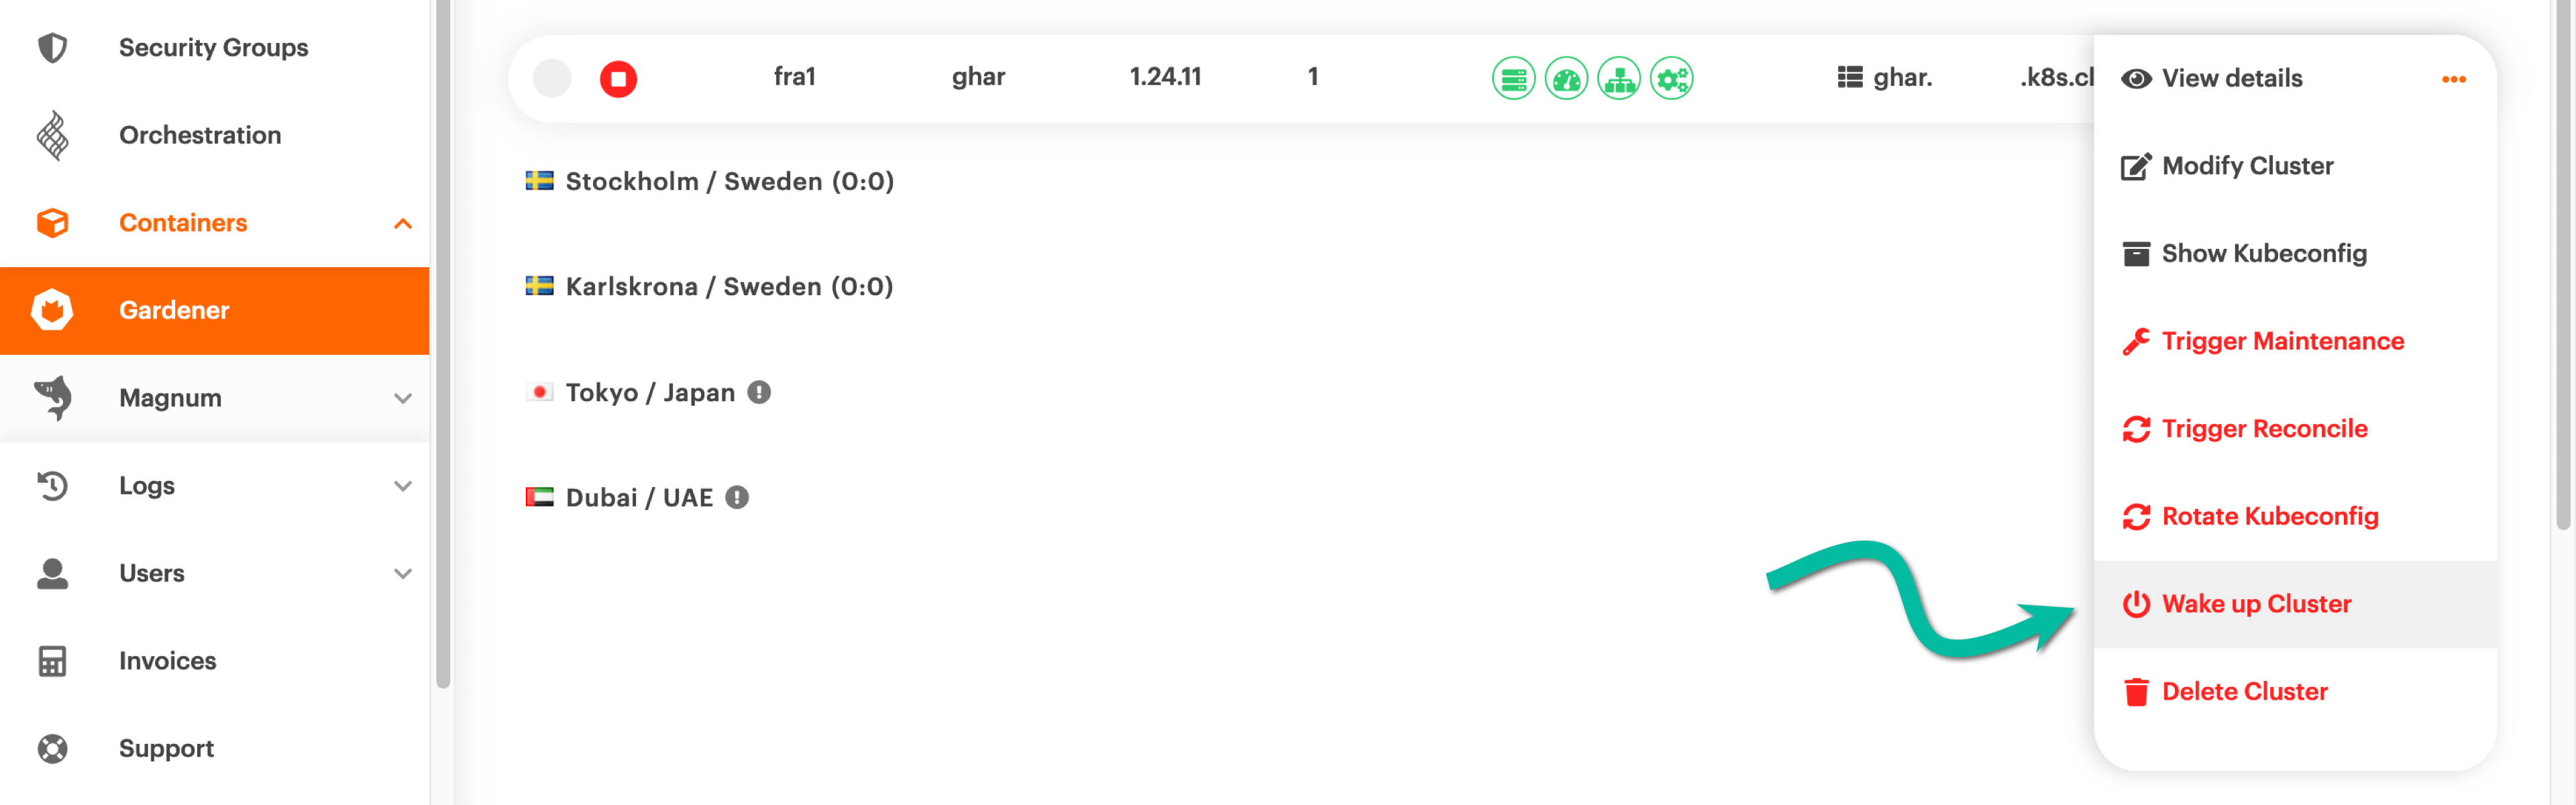 Security Groups
Orchestration
Containers
Gardener
Magnum
Logs
Users
Invoices
Support
fra1 ghar 1.24.11 1 ghar. .k8s.cl
Stockholm / Sweden (0:0)
Karlskrona / Sweden (0:0)
Tokyo / Japan
Dubai / UAE
View details
Modify Cluster
Show Kubeconfig
Trigger Maintenance
Trigger Reconcile
Rotate Kubeconfig
Wake up Cluster
Delete Cluster